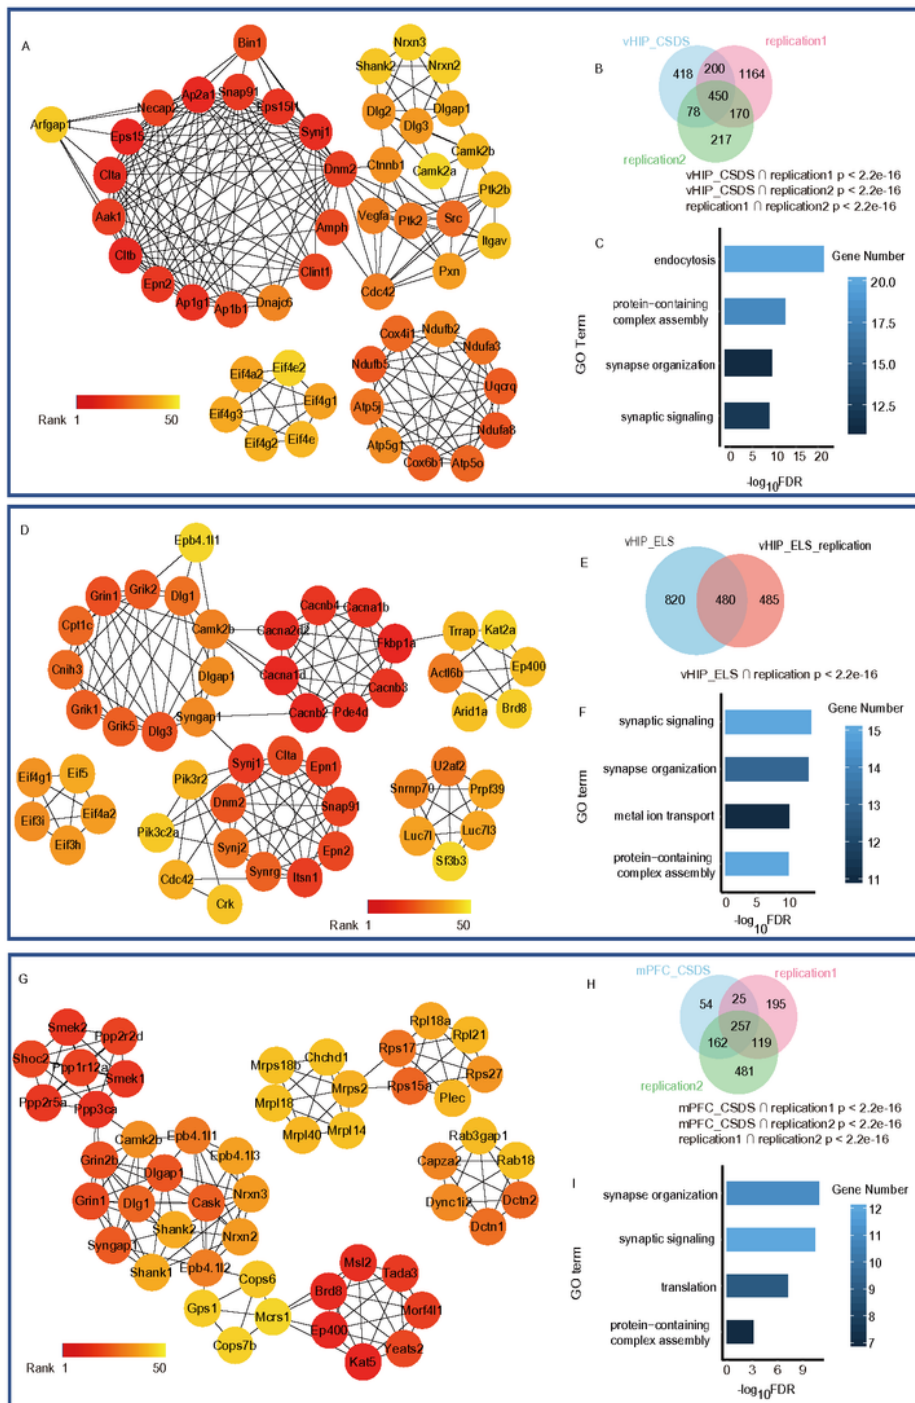 A
Bin1
Arfgap1
Necap2
Ap2a1
Snap91
Eps15l1
Eps15
Synj1
Clta
Dnm2
Aak1
Amph
Cltb
Clint1
Epn2
Ap1g1
Ap1b1
Dnajc6
Nrxn3
Shank2
Nrxn2
Dlg2
Dlgap1
Dlg3
Ctnnb1
Camk2b
Camk2a
Ptk2b
Vegfa
Ptk2
Src
Itgav
Pxn
Cdc42
Eif4a2
Eif4e2
Eif4g3
Eif4g1
Eif4g2
Eif4e
Cox4i1
Ndufb2
Ndufa3
Ndufb5
Uqcrq
Atp5j
Ndufa8
Atp5g1
Cox6b1
Atp5o
Rank 1 50
B
vHIP_CSDS
replication1
418
200
1164
450
78
170
217
replication2
vHIP_CSDS ∩ replication1 p < 2.2e-16
vHIP_CSDS ∩ replication2 p < 2.2e-16
replication1 ∩ replication2 p < 2.2e-16
C
GO Term
endocytosis
protein-containing
complex assembly
synapse organization
synaptic signaling
0 5 10 15 20
-log10FDR
Gene Number
20.0
17.5
15.0
12.5
D
Epb4.1l1
Grin1
Grik2
Dlg1
Cpt1c
Camk2b
Cnih3
Dlgap1
Grik1
Grik5
Dlg3
Syngap1
Cacnb4
Cacna1b
Cacna2d2
Fkbp1a
Cacna1d
Cacnb3
Cacnb2
Pde4d
Trrap
Kat2a
Actl6b
Ep400
Arid1a
Brd8
Eif4g1
Eif5
Eif3i
Eif4a2
Eif3h
Pik3r2
Pik3c2a
Cdc42
Crk
Synj1
Clta
Epn1
Dnm2
Snap91
Synj2
Epn2
Synrg
Itsn1
U2af2
Snrnp70
Prpf39
Luc7l
Luc7l3
Sf3b3
Rank 1 50
E
vHIP_ELS
vHIP_ELS_replication
820
480
485
vHIP_ELS ∩ replication p < 2.2e-16
F
GO term
synaptic signaling
synapse organization
metal ion transport
protein-containing
complex assembly
0 5 10
-log10FDR
Gene Number
15
14
13
12
11
G
Smek2
Ppp2r2d
Shoc2
Ppp1r12a
Smek1
Ppp2r5a
Ppp3ca
Camk2b
Epb4.1l1
Grin2b
Epb4.1l3
Dlgap1
Grin1
Dlg1
Cask
Nrxn3
Shank2
Nrxn2
Syngap1
Shank1
Epb4.1l2
Mrps18b
Chchd1
Mrpl18
Mrps2
Mrpl40
Mrpl14
Rpl18a
Rps17
Rpl21
Rps15a
Rps27
Plec
Rab3gap1
Capza2
Rab18
Dync1i2
Dctn2
Dctn1
Cops6
Gps1
Mcrs1
Cops7b
Msl2
Brd8
Tada3
Ep400
Morf4l1
Kat5
Yeats2
Rank 1 50
H
mPFC_CSDS
replication1
54
25
195
257
162
119
481
replication2
mPFC_CSDS ∩ replication1 p < 2.2e-16
mPFC_CSDS ∩ replication2 p < 2.2e-16
replication1 ∩ replication2 p < 2.2e-16
I
GO term
synapse organization
synaptic signaling
translation
protein-containing
complex assembly
0 3 6 9
-log10FDR
Gene Number
12
11
10
9
8
7